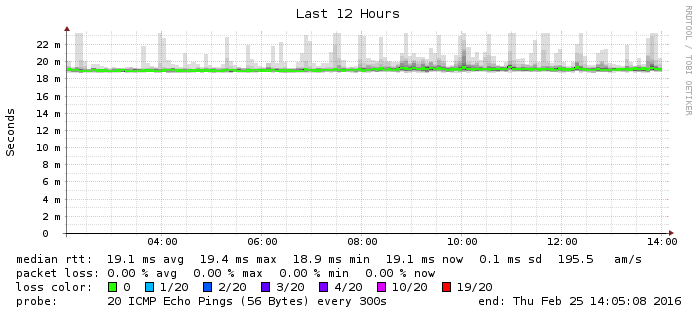 Last 12 Hours
RRDTOOL / TOBI OETIKER
Seconds
22 m
20 m
18 m
16 m
14 m
12 m
10 m
8 m
6 m
4 m
2 m
0
04:00 06:00 08:00 10:00 12:00 14:00
median rtt: 19.1 ms avg 19.4 ms max 18.9 ms min 19.1 ms now 0.1 ms sd 195.5 am/s
packet loss: 0.00 % avg 0.00 % max 0.00 % min 0.00 % now
loss color: 0 1/20 2/20 3/20 4/20 10/20 19/20
probe: 20 ICMP Echo Pings (56 Bytes) every 300s end: Thu Feb 25 14:05:08 2016